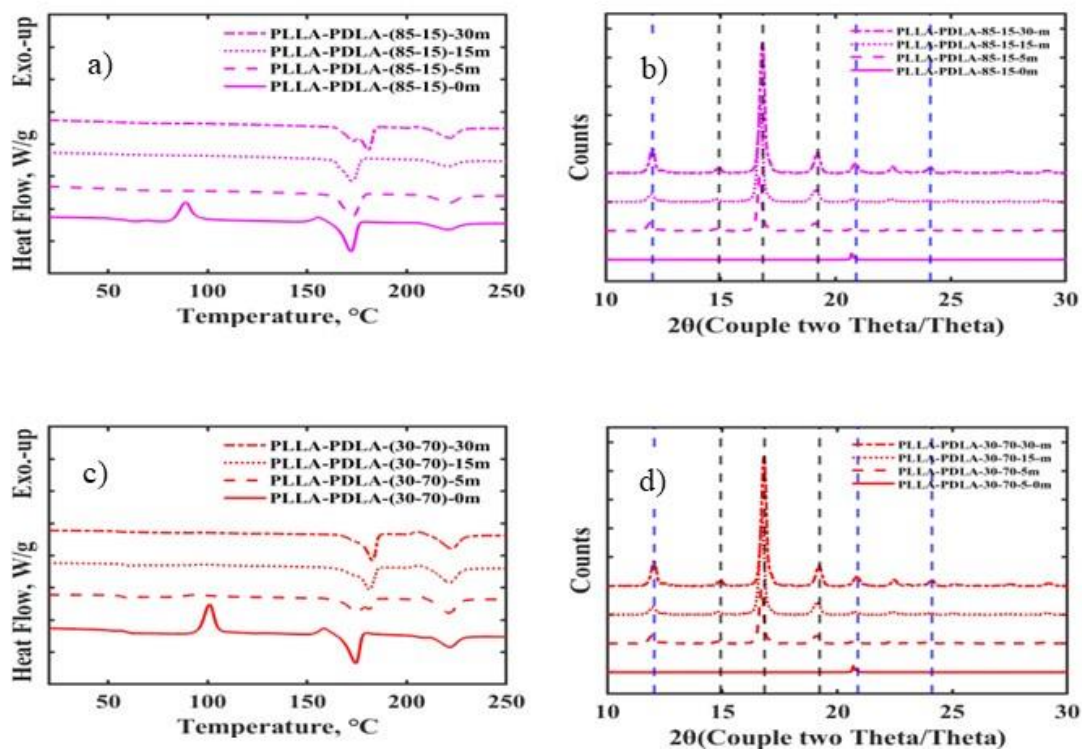 a)
Exo.-up
Heat Flow, W/g
PLLA-PDLA-(85-15)-30m
PLLA-PDLA-(85-15)-15m
PLLA-PDLA-(85-15)-5m
PLLA-PDLA-(85-15)-0m
50 100 150 200 250
Temperature, °C
b)
Counts
PLLA-PDLA-85-15-30-m
PLLA-PDLA-85-15-15-m
PLLA-PDLA-85-15-5m
PLLA-PDLA-85-15-0m
10 15 20 25 30
2θ(Couple two Theta/Theta)
c)
Exo.-up
Heat Flow, W/g
PLLA-PDLA-(30-70)-30m
PLLA-PDLA-(30-70)-15m
PLLA-PDLA-(30-70)-5m
PLLA-PDLA-(30-70)-0m
50 100 150 200 250
Temperature, °C
d)
Counts
PLLA-PDLA-30-70-30-m
PLLA-PDLA-30-70-15-m
PLLA-PDLA-30-70-5m
PLLA-PDLA-30-70-5-0m
10 15 20 25 30
2θ(Couple two Theta/Theta)